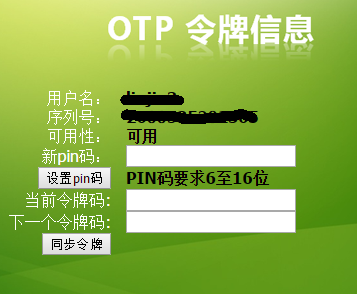 OTP 令牌信息
用户名：
序列号：
可用性： 可用
新pin码：
设置pin码 PIN码要求6至16位
当前令牌码:
下一个令牌码:
同步令牌